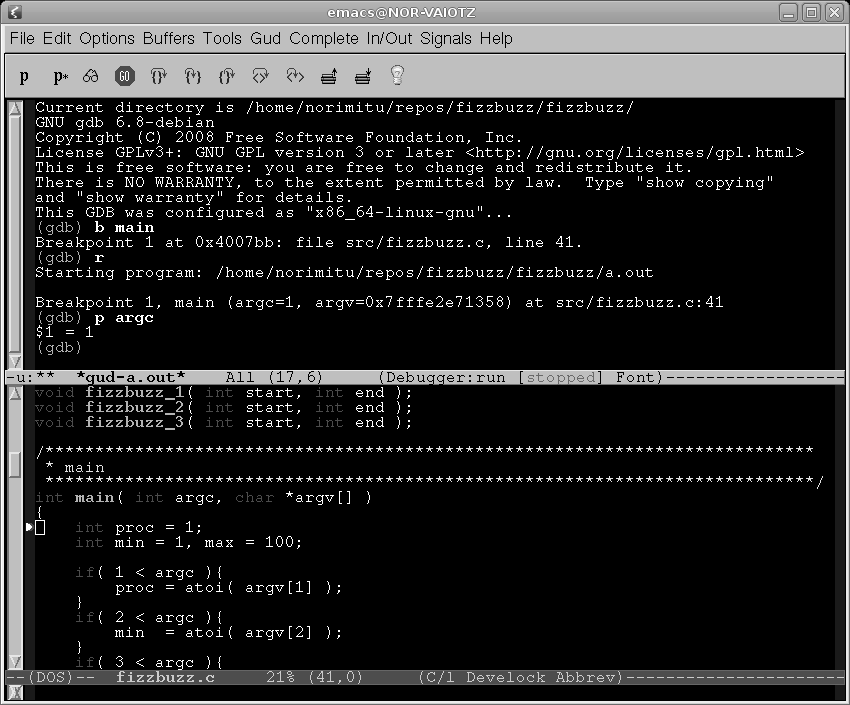 emacs@NOR-VAIOTZ
File Edit Options Buffers Tools Gud Complete In/Out Signals Help
p p* GO {}
Current directory is /home/norimitu/repos/fizzbuzz/fizzbuzz/
GNU gdb 6.8-debian
Copyright (C) 2008 Free Software Foundation, Inc.
License GPLv3+: GNU GPL version 3 or later <http://gnu.org/licenses/gpl.html>
This is free software: you are free to change and redistribute it.
There is NO WARRANTY, to the extent permitted by law.  Type "show copying"
and "show warranty" for details.
This GDB was configured as "x86_64-linux-gnu"...
(gdb) b main
Breakpoint 1 at 0x4007bb: file src/fizzbuzz.c, line 41.
(gdb) r
Starting program: /home/norimitu/repos/fizzbuzz/fizzbuzz/a.out
Breakpoint 1, main (argc=1, argv=0x7fffe2e71358) at src/fizzbuzz.c:41
(gdb) p argc
$1 = 1
(gdb)
-u:**  *gud-a.out*    All (17,6)      (Debugger:run [stopped] Font)------------------
void fizzbuzz_1( int start, int end );
void fizzbuzz_2( int start, int end );
void fizzbuzz_3( int start, int end );
/******************************************************************************
 * main
 ******************************************************************************/
int main( int argc, char *argv[] )
{
    int proc = 1;
    int min = 1, max = 100;
    if( 1 < argc ){
        proc = atoi( argv[1] );
    }
    if( 2 < argc ){
        min  = atoi( argv[2] );
    }
    if( 3 < argc ){
--(DOS)--  fizzbuzz.c     21% (41,0)      (C/l Develock Abbrev)----------------------